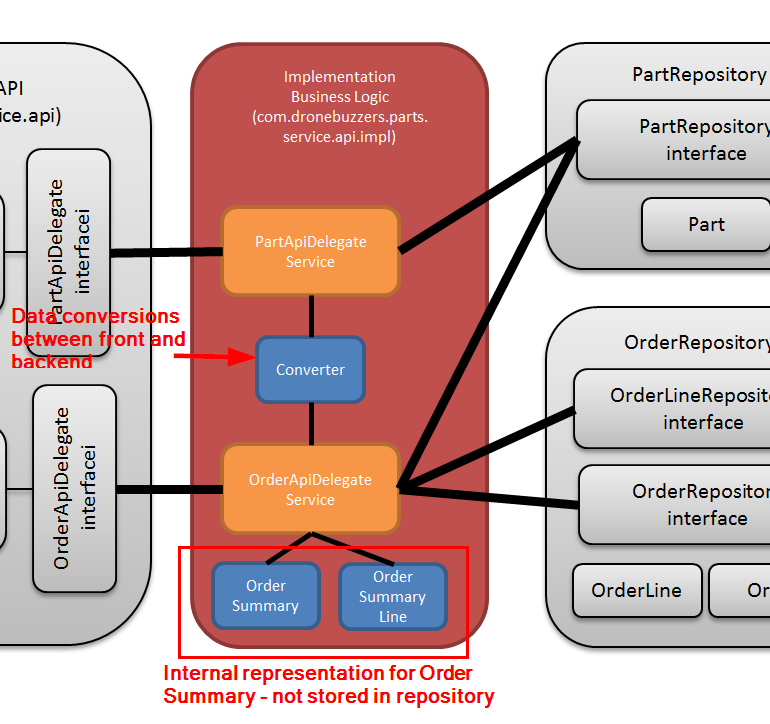 API
ice.api)
PartApiDelegate
interfacei
OrderApiDelegate
interfacei
Data conversions
between front and
backend
Implementation
Business Logic
(com.dronebuzzers.parts.
service.api.impl)
PartApiDelegate
Service
Converter
OrderApiDelegate
Service
Order
Summary
Order
Summary
Line
Internal representation for Order
Summary - not stored in repository
PartRepository
PartRepository
interface
Part
OrderRepository
OrderLineReposit
interface
OrderRepositor
interface
OrderLine
Or